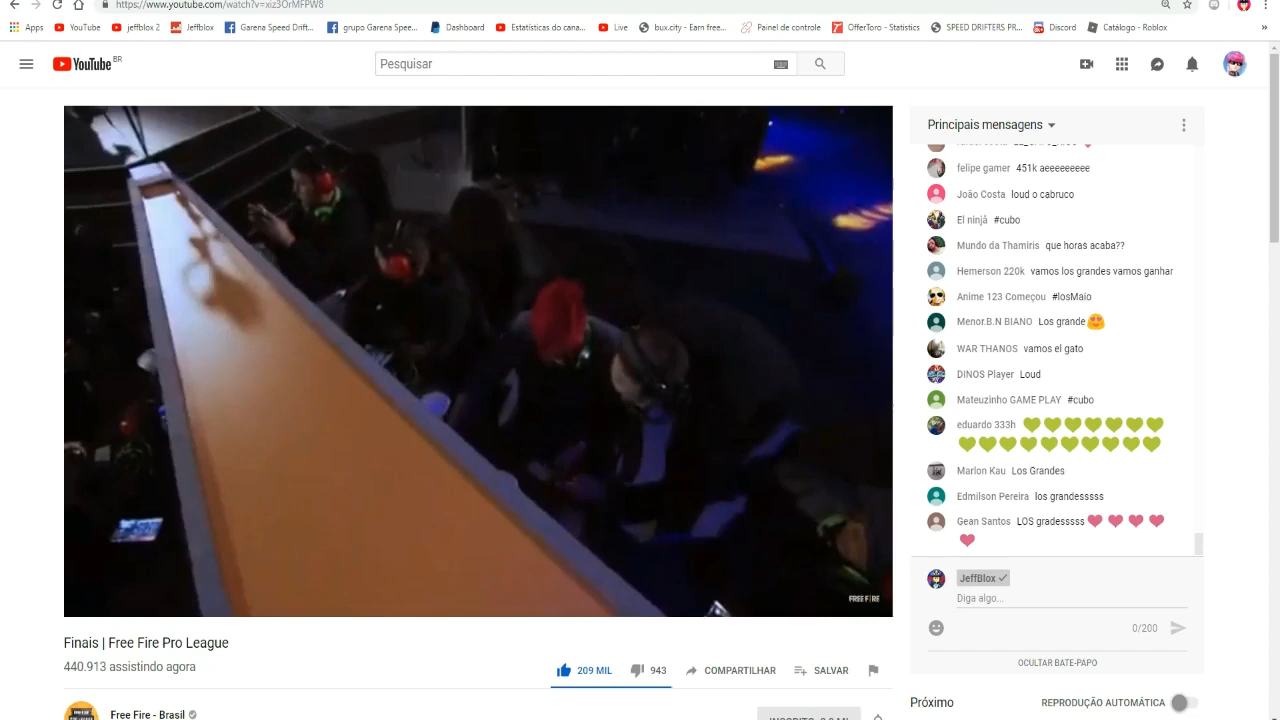 https://www.youtube.com/watch?v=xiz3OrMFPW8
Apps YouTube jeffblox 2 Jeffblox Garena Speed Drift... grupo Garena Spee... Dashboard Estatísticas do cana... Live bux.city - Earn free... Painel de controle OfferToro - Statistics SPEED DRIFTERS PR... Discord Catálogo - Roblox »
YouTube BR
Pesquisar
Principais mensagens
felipe gamer 451k aeeeeeeeee
João Costa loud o cabruco
El ninjâ #cubo
Mundo da Thamiris que horas acaba??
Hemerson 220k vamos los grandes vamos ganhar
Anime 123 Começou #losMaio
Menor.B.N BIANO Los grande😍
WAR THANOS vamos el gato
DINOS Player Loud
Mateuzinho GAME PLAY #cubo
eduardo 333h
Marlon Kau Los Grandes
Edmilson Pereira los grandesssss
Gean Santos LOS gradesssss
JeffBlox
Diga algo...
0/200
OCULTAR BATE-PAPO
FREE FIRE
Finais | Free Fire Pro League
440.913 assistindo agora
209 MIL 943 COMPARTILHAR SALVAR
Free Fire - Brasil
Próximo REPRODUÇÃO AUTOMÁTICA